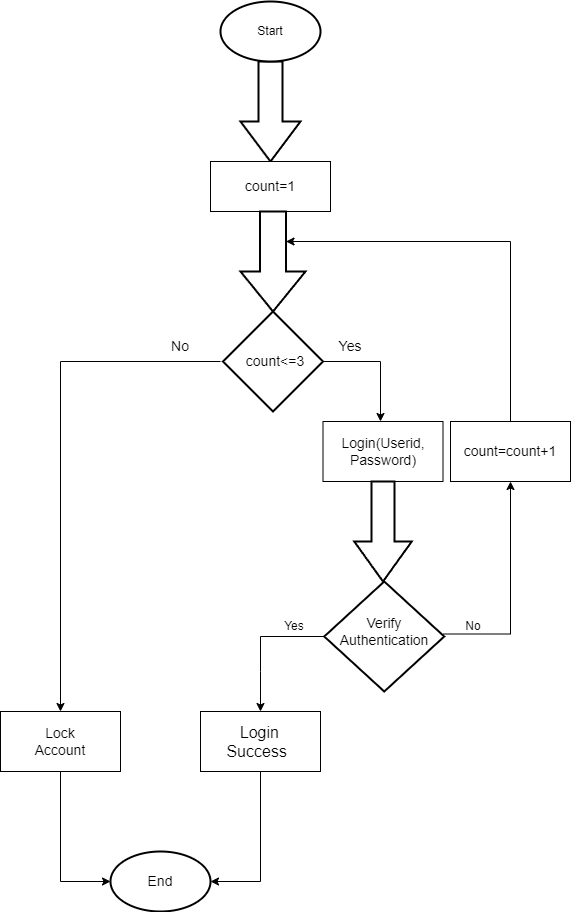 Start
count=1
No
Yes
count<=3
Login(Userid,
Password)
count=count+1
Verify
Authentication
Yes
No
Lock
Account
Login
Success
End